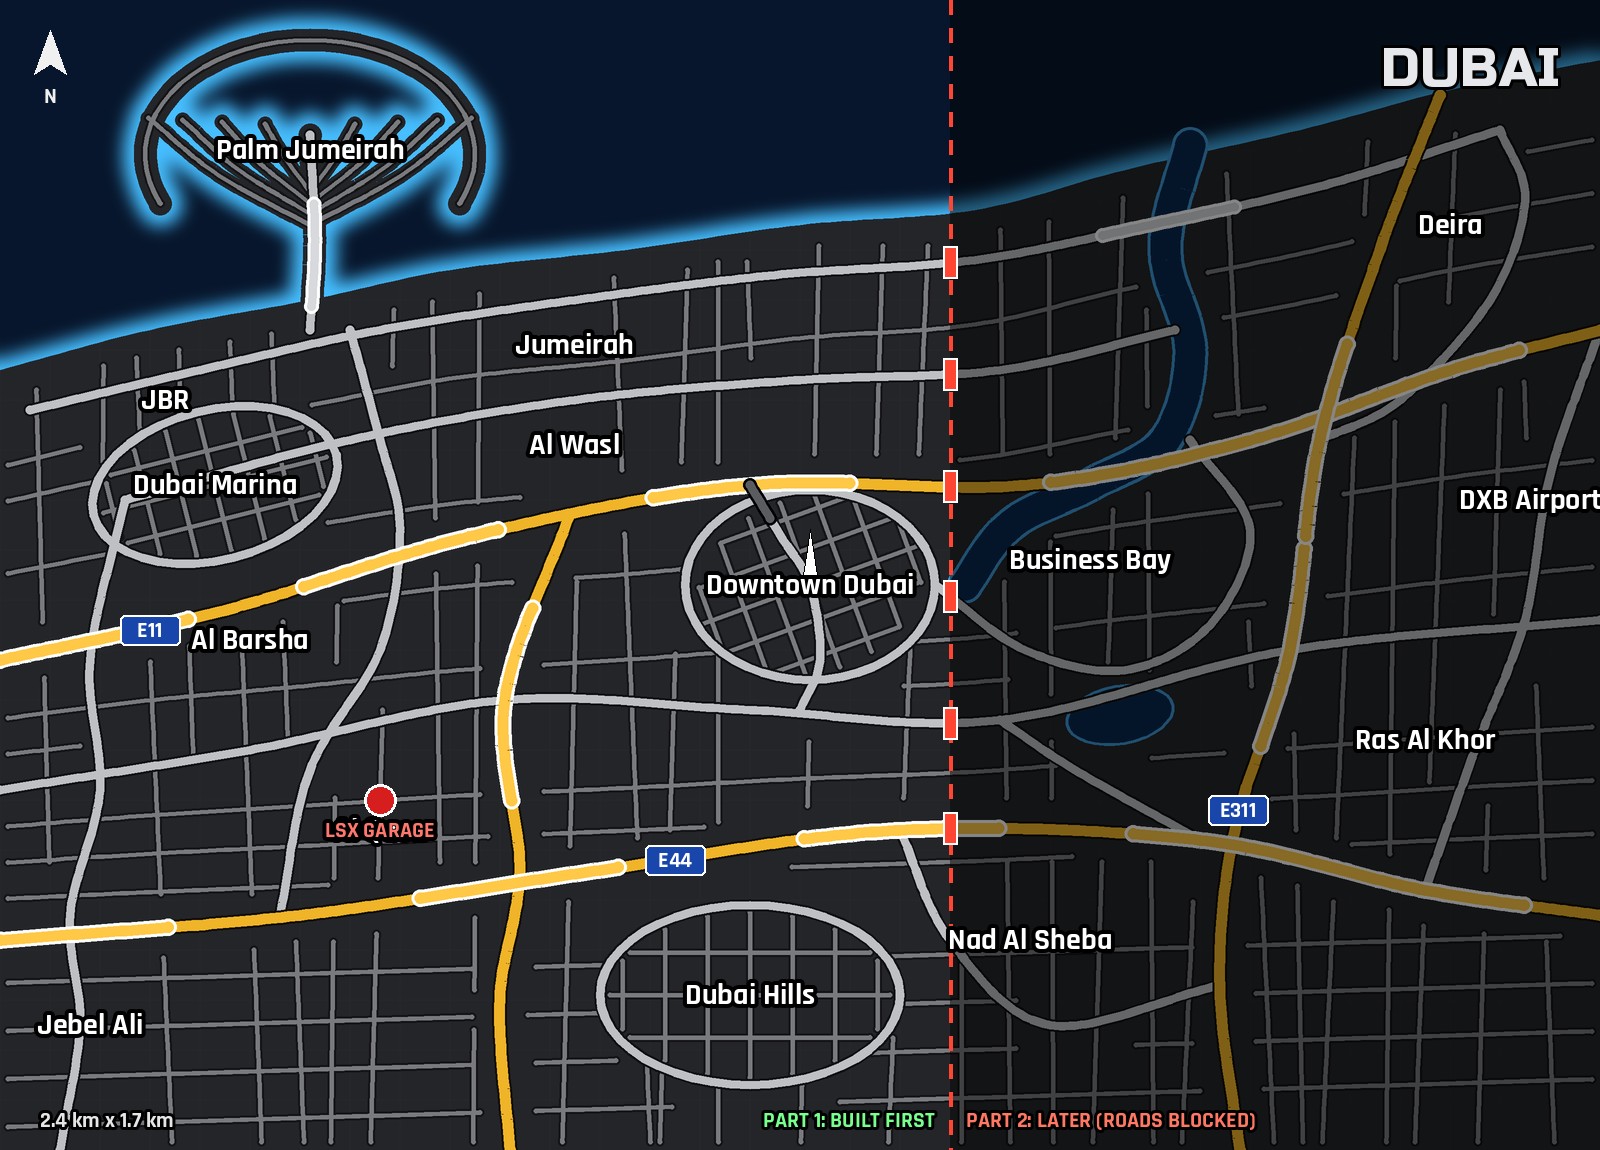 DUBAI
N
Palm Jumeirah
Deira
Jumeirah
JBR
Al Wasl
Dubai Marina
DXB Airport
Business Bay
Downtown Dubai
E11
Al Barsha
Ras Al Khor
LSX GARAGE
E311
E44
Nad Al Sheba
Dubai Hills
Jebel Ali
2.4 km x 1.7 km
PART 1: BUILT FIRST
PART 2: LATER (ROADS BLOCKED)